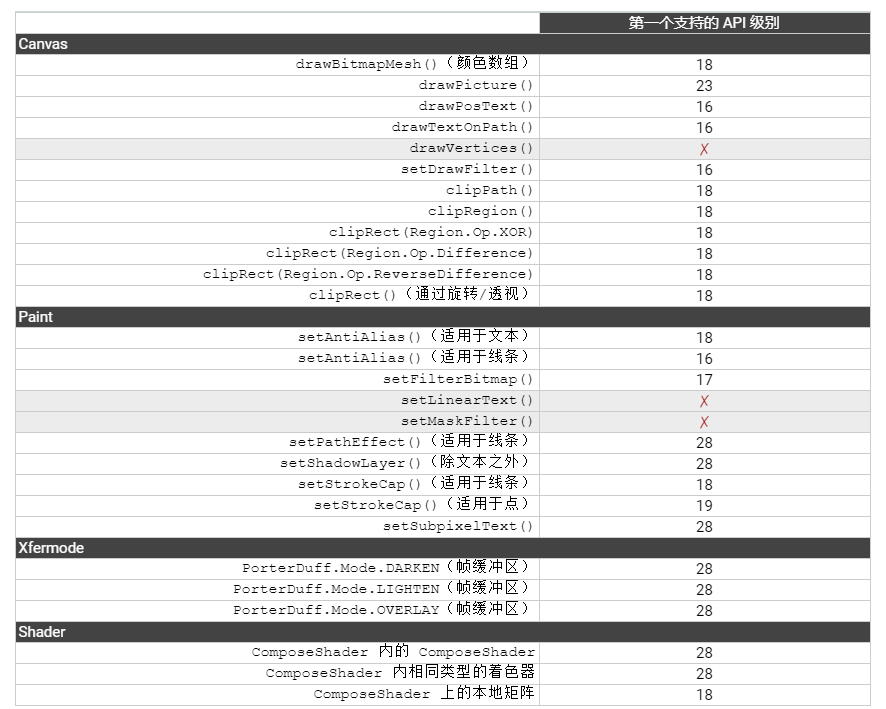 第一个支持的 API 级别
Canvas
drawBitmapMesh()（颜色数组） 18
drawPicture() 23
drawPosText() 16
drawTextOnPath() 16
drawVertices() ✗
setDrawFilter() 16
clipPath() 18
clipRegion() 18
clipRect(Region.Op.XOR) 18
clipRect(Region.Op.Difference) 18
clipRect(Region.Op.ReverseDifference) 18
clipRect()（通过旋转/透视） 18
Paint
setAntiAlias()（适用于文本） 18
setAntiAlias()（适用于线条） 16
setFilterBitmap() 17
setLinearText() ✗
setMaskFilter() ✗
setPathEffect()（适用于线条） 28
setShadowLayer()（除文本之外） 28
setStrokeCap()（适用于线条） 18
setStrokeCap()（适用于点） 19
setSubpixelText() 28
Xfermode
PorterDuff.Mode.DARKEN（帧缓冲区） 28
PorterDuff.Mode.LIGHTEN（帧缓冲区） 28
PorterDuff.Mode.OVERLAY（帧缓冲区） 28
Shader
ComposeShader 内的 ComposeShader 28
ComposeShader 内相同类型的着色器 28
ComposeShader 上的本地矩阵 18